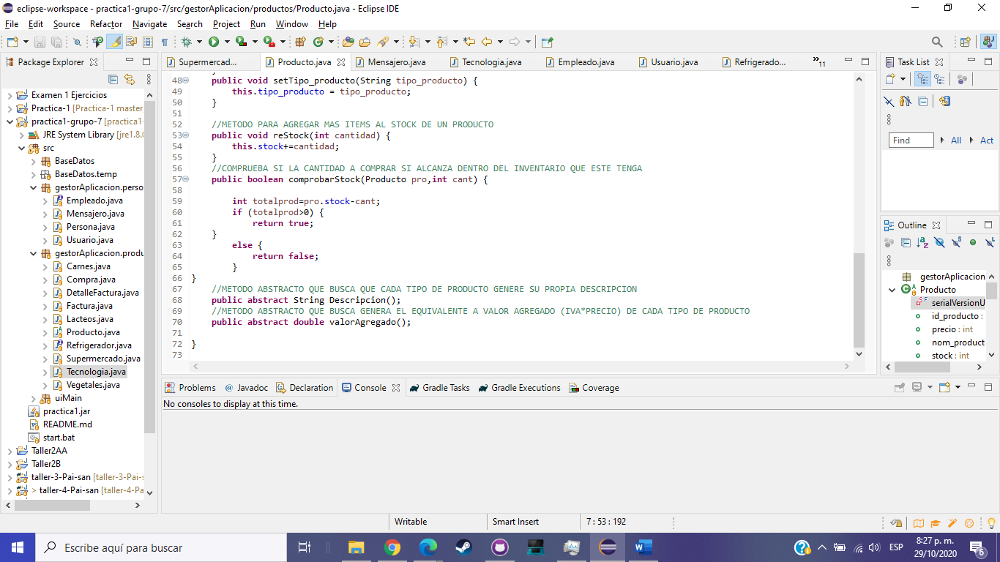 eclipse-workspace - practica1-grupo-7/src/gestorAplicacion/productos/Producto.java - Eclipse IDE
File Edit Source Refactor Navigate Search Project Run Window Help
Package Explorer
Examen 1 Ejercicios
Practica-1 [Practica-1 master
practica1-grupo-7 [practica1-
JRE System Library [jre1.8.0
src
BaseDatos
BaseDatos.temp
gestorAplicacion.perso
Empleado.java
Mensajero.java
Persona.java
Usuario.java
gestorAplicacion.produ
Carnes.java
Compra.java
DetalleFactura.java
Factura.java
Lacteos.java
Producto.java
Refrigerador.java
Supermercado.java
Tecnologia.java
Vegetales.java
uiMain
practica1.jar
README.md
start.bat
Taller2AA
Taller2B
taller-3-Pai-san [taller-3-Pai-s
> taller-4-Pai-san [taller-4-Pa
Supermercad... Producto.java Mensajero.java Tecnologia.java Empleado.java Usuario.java Refrigerado... 11
48 public void setTipo_producto(String tipo_producto) {
49 this.tipo_producto = tipo_producto;
50 }
51
52 //METODO PARA AGREGAR MAS ITEMS AL STOCK DE UN PRODUCTO
53 public void reStock(int cantidad) {
54 this.stock+=cantidad;
55 }
56 //COMPRUEBA SI LA CANTIDAD A COMPRAR SI ALCANZA DENTRO DEL INVENTARIO QUE ESTE TENGA
57 public boolean comprobarStock(Producto pro,int cant) {
58
59 int totalprod=pro.stock-cant;
60 if (totalprod>0) {
61 return true;
62 }
63 else {
64 return false;
65 }
66 }
67 //METODO ABSTRACTO QUE BUSCA QUE CADA TIPO DE PRODUCTO GENERE SU PROPIA DESCRIPCION
68 public abstract String Descripcion();
69 //METODO ABSTRACTO QUE BUSCA GENERA EL EQUIVALENTE A VALOR AGREGADO (IVA*PRECIO) DE CADA TIPO DE PRODUCTO
70 public abstract double valorAgregado();
71
72 }
73
Task List
Find All Act
Outline
gestorAplicacion
Producto
serialVersionU
id_producto :
precio : int
nom_product
stock : int
Problems @ Javadoc Declaration Console Gradle Tasks Gradle Executions Coverage
No consoles to display at this time.
Writable Smart Insert 7 : 53 : 192
Escribe aquí para buscar
ESP
8:27 p. m.
29/10/2020
6